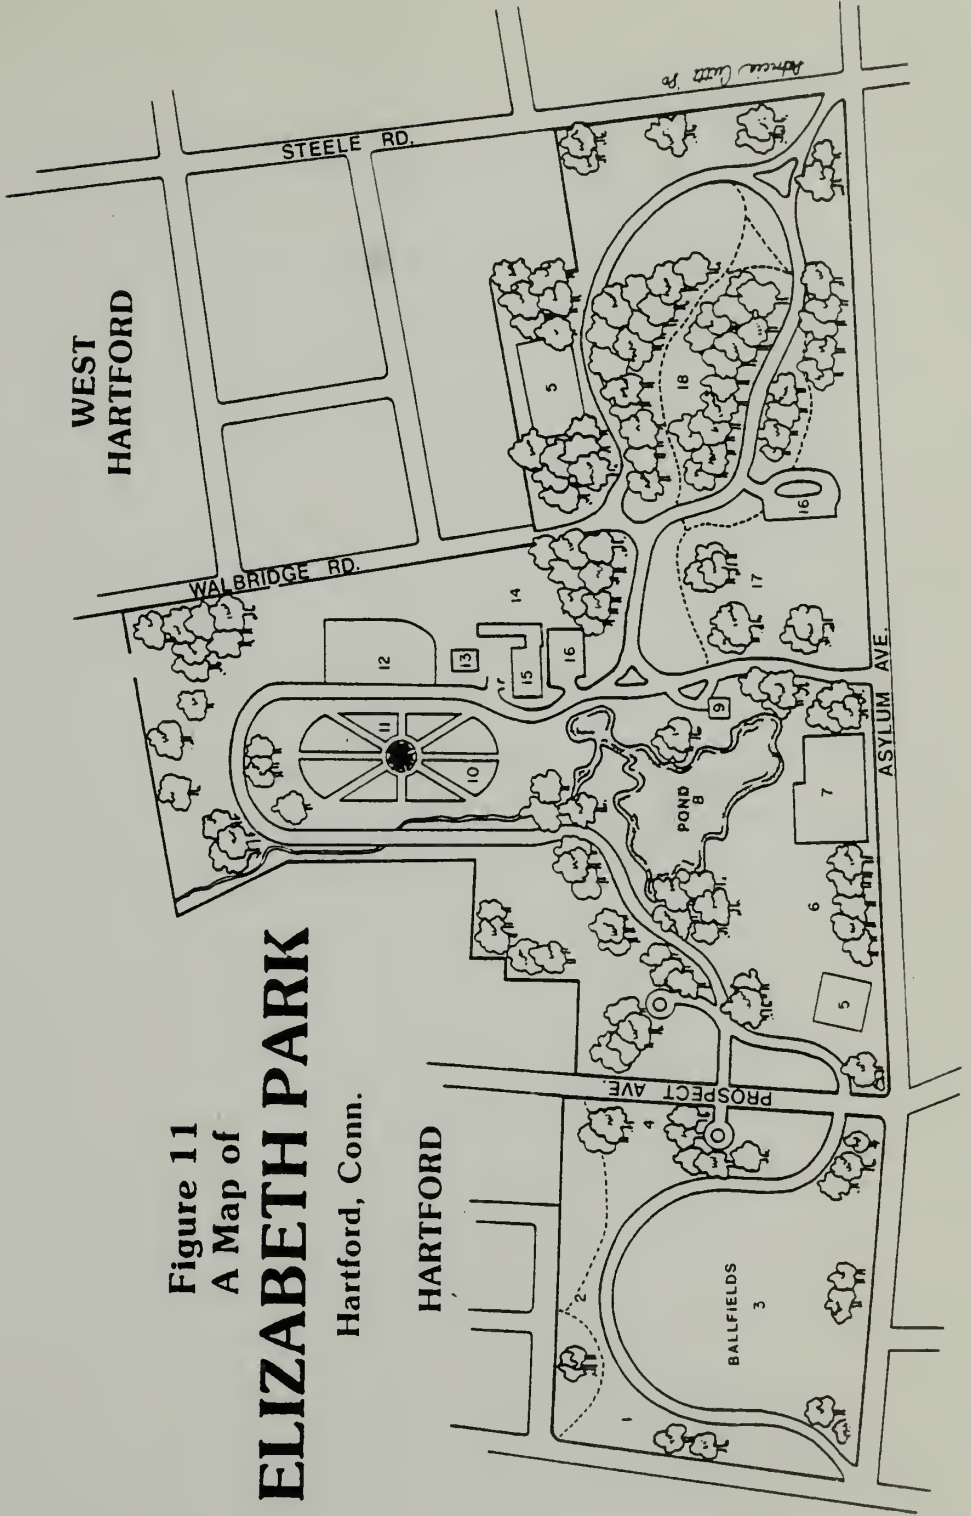 Figure 11
A Map of
ELIZABETH PARK
Hartford, Conn.
WEST
HARTFORD
HARTFORD
STEELE RD.
WALBRIDGE RD.
PROSPECT AVE.
ASYLUM AVE.
BALLFIELDS
3
POND
8
1
2
4
5
6
7
9
10
11
12
13
14
15
16
17
16
18
5